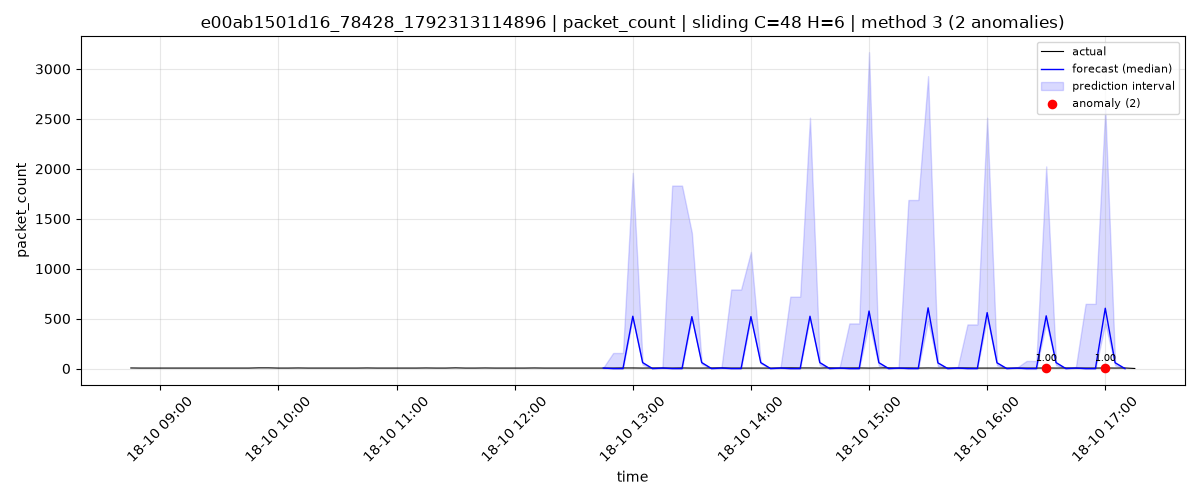 e00ab1501d16_78428_1792313114896 | packet_count | sliding C=48 H=6 | method 3 (2 anomalies)
actual
forecast (median)
prediction interval
anomaly (2)
packet_count
3000
2500
2000
1500
1000
500
0
1.00
1.00
18-10 09:00
18-10 10:00
18-10 11:00
18-10 12:00
18-10 13:00
18-10 14:00
18-10 15:00
18-10 16:00
18-10 17:00
time